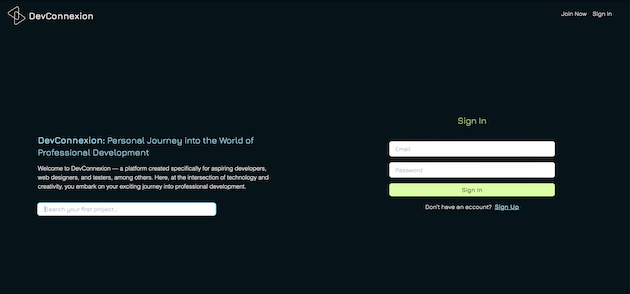 DevConnexion
Join Now Sign In
DevConnexion: Personal Journey into the World of
Professional Development
Welcome to DevConnexion — a platform created specifically for aspiring developers,
web designers, and testers, among others. Here, at the intersection of technology and
creativity, you embark on your exciting journey into professional development.
Search your first project...
Sign In
Email
Password
Sign In
Don't have an account? Sign Up